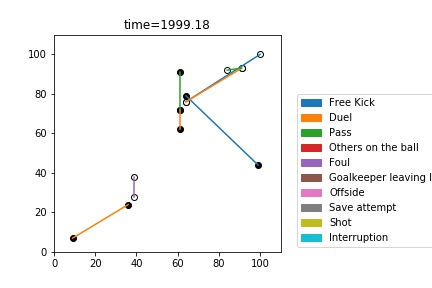 time=1999.18
100
80
60
40
20
0
0 20 40 60 80 100
Free Kick
Duel
Pass
Others on the ball
Foul
Goalkeeper leaving l
Offside
Save attempt
Shot
Interruption